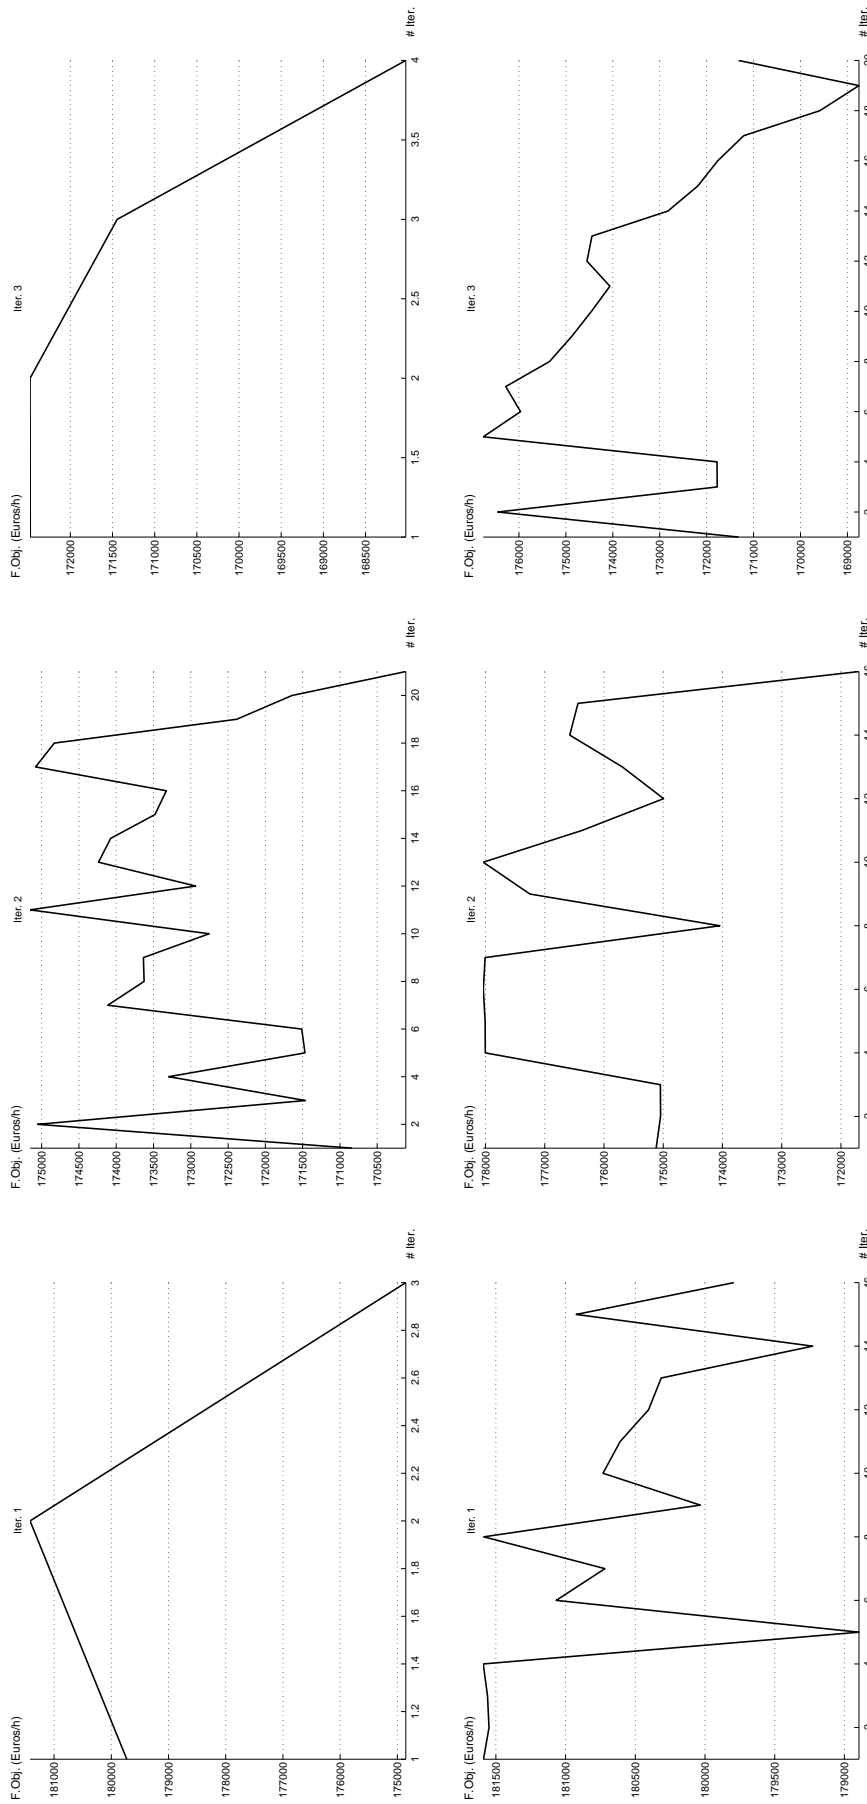 F.Obj. (Euros/h)
Iter. 1
181000
180000
179000
178000
177000
176000
175000
1 1.2 1.4 1.6 1.8 2 2.2 2.4 2.6 2.8 3
# Iter.
F.Obj. (Euros/h)
Iter. 2
175000
174500
174000
173500
173000
172500
172000
171500
171000
170500
2 4 6 8 10 12 14 16 18 20
# Iter.
F.Obj. (Euros/h)
Iter. 3
172000
171500
171000
170500
170000
169500
169000
168500
1 1.5 2 2.5 3 3.5 4
# Iter.
F.Obj. (Euros/h)
Iter. 1
181500
181000
180500
180000
179500
179000
# Iter.
F.Obj. (Euros/h)
Iter. 2
178000
177000
176000
175000
174000
173000
172000
# Iter.
F.Obj. (Euros/h)
Iter. 3
176000
175000
174000
173000
172000
171000
170000
169000
# Iter.